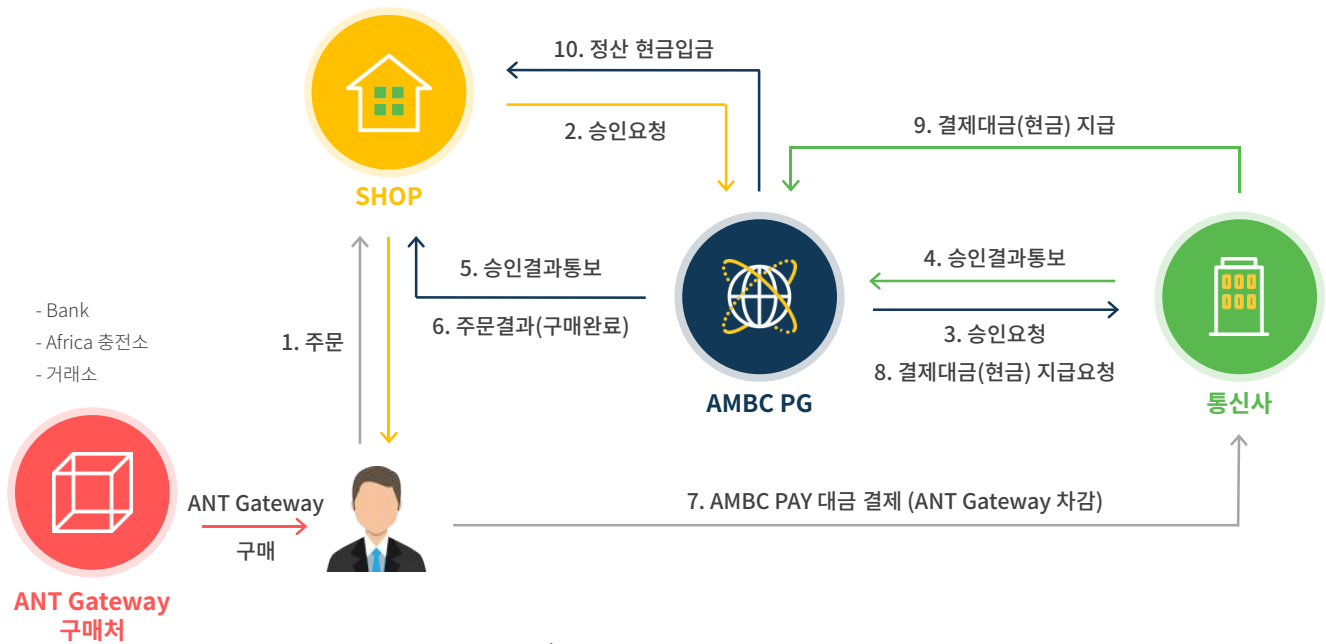 10. 정산 현금입금
2. 승인요청
9. 결제대금(현금) 지급
SHOP
5. 승인결과통보
4. 승인결과통보
- Bank
- Africa 충전소
- 거래소
1. 주문
6. 주문결과(구매완료)
3. 승인요청
8. 결제대금(현금) 지급요청
AMBC PG
통신사
ANT Gateway
구매
7. AMBC PAY 대금 결제 (ANT Gateway 차감)
ANT Gateway
구매처